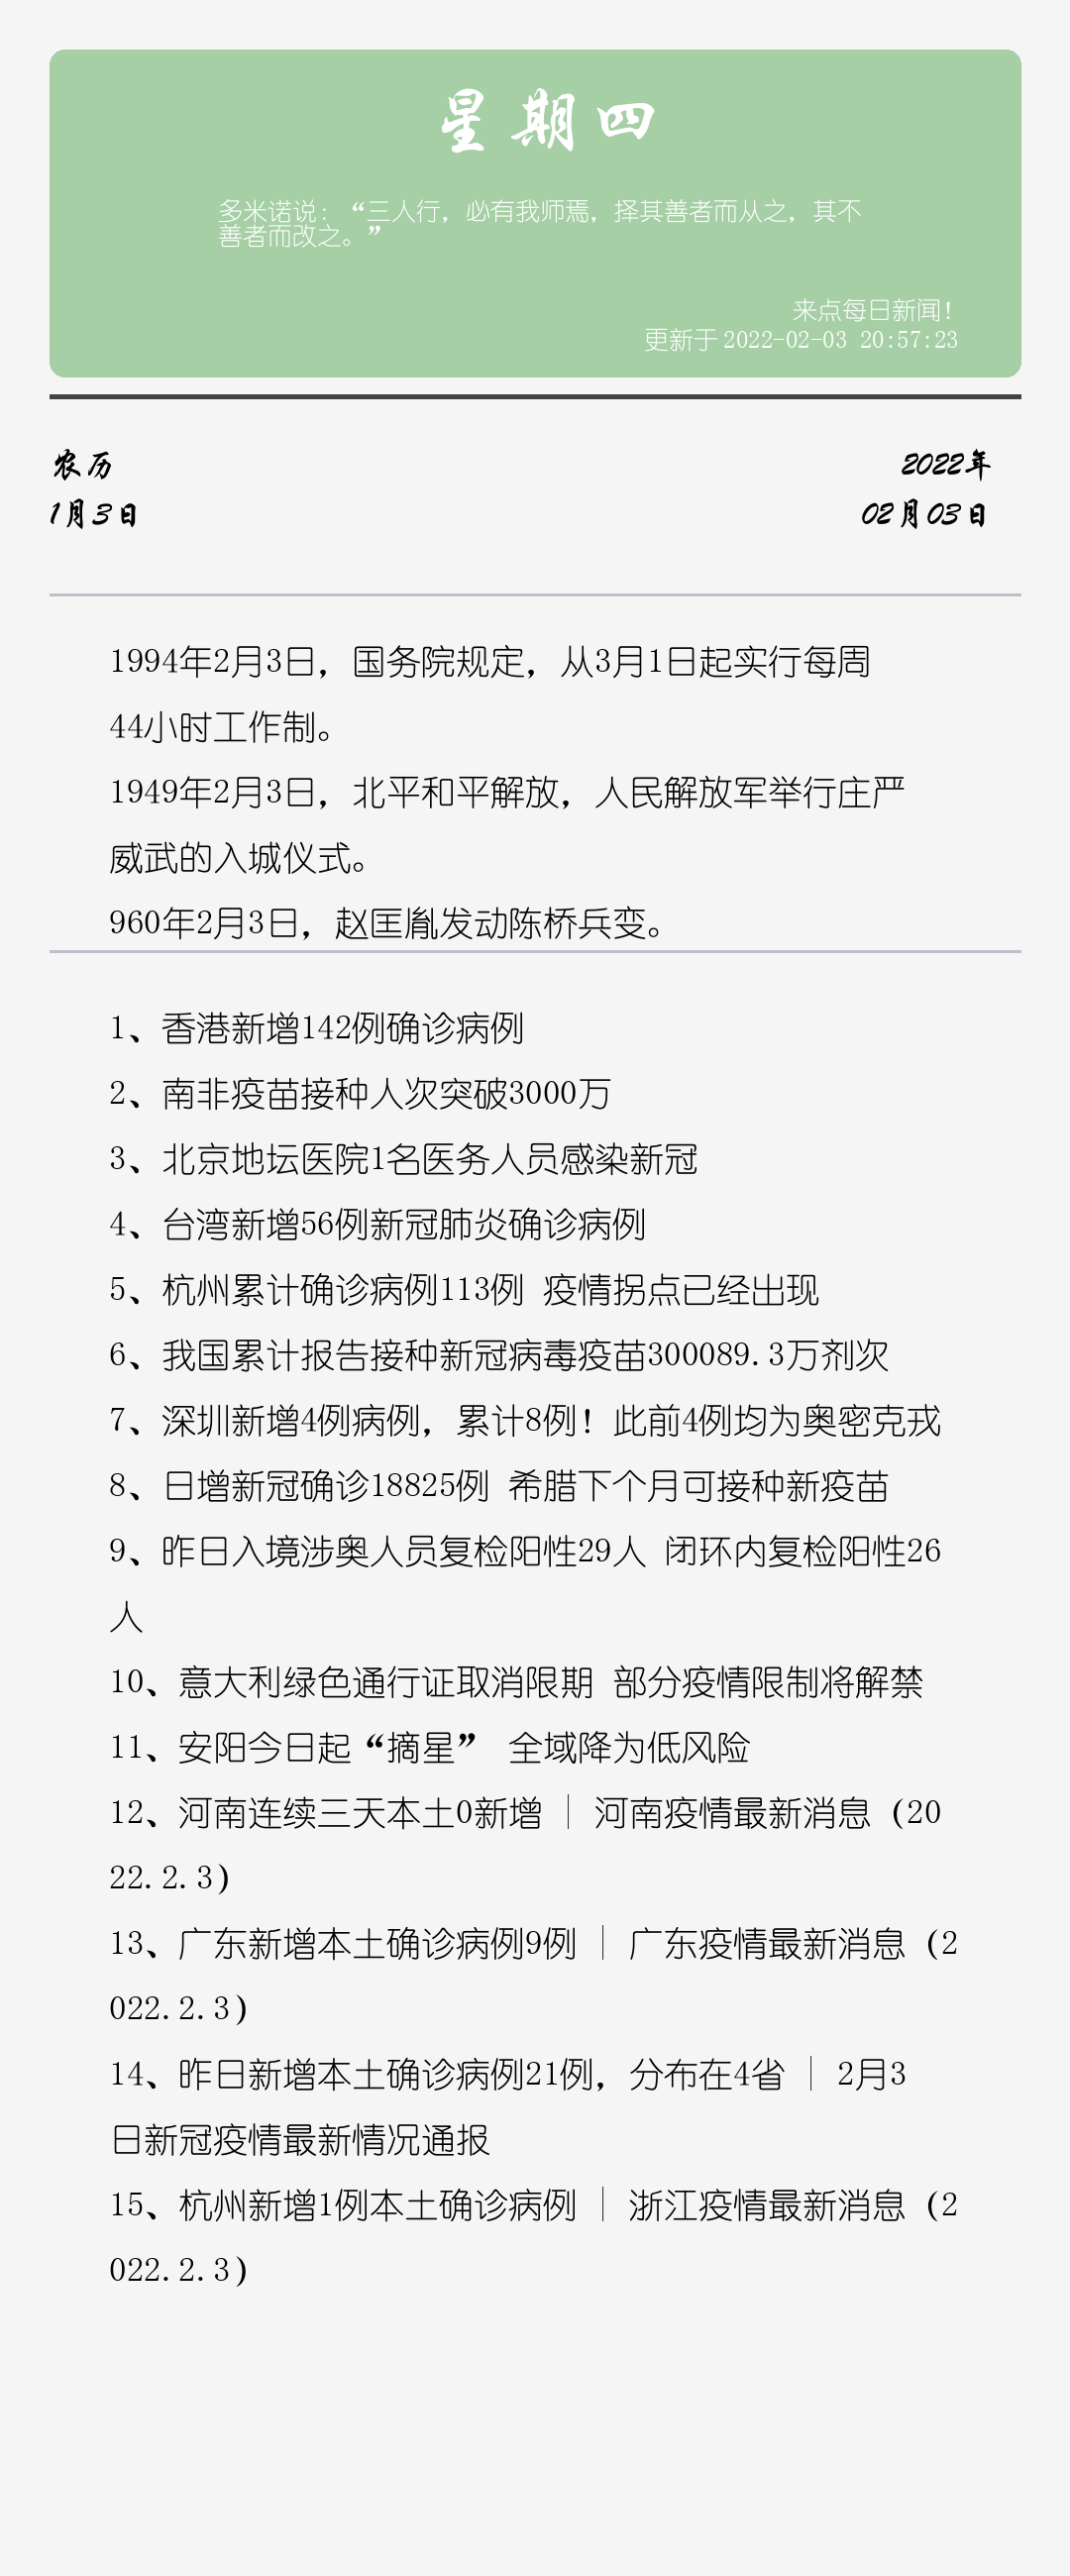 星期四
多米诺说：“三人行，必有我师焉，择其善者而从之，其不
善者而改之。”
来点每日新闻！
更新于2022-02-03 20:57:23
农历
2022年
1月3日
02月03日
1994年2月3日，国务院规定，从3月1日起实行每周
44小时工作制。
1949年2月3日，北平和平解放，人民解放军举行庄严
威武的入城仪式。
960年2月3日，赵匡胤发动陈桥兵变。
1、香港新增142例确诊病例
2、南非疫苗接种人次突破3000万
3、北京地坛医院1名医务人员感染新冠
4、台湾新增56例新冠肺炎确诊病例
5、杭州累计确诊病例113例 疫情拐点已经出现
6、我国累计报告接种新冠病毒疫苗300089.3万剂次
7、深圳新增4例病例，累计8例！此前4例均为奥密克戎
8、日增新冠确诊18825例 希腊下个月可接种新疫苗
9、昨日入境涉奥人员复检阳性29人 闭环内复检阳性26
人
10、意大利绿色通行证取消限期 部分疫情限制将解禁
11、安阳今日起“摘星” 全域降为低风险
12、河南连续三天本土0新增 | 河南疫情最新消息（20
22.2.3）
13、广东新增本土确诊病例9例 | 广东疫情最新消息（2
022.2.3）
14、昨日新增本土确诊病例21例，分布在4省 | 2月3
日新冠疫情最新情况通报
15、杭州新增1例本土确诊病例 | 浙江疫情最新消息（2
022.2.3）